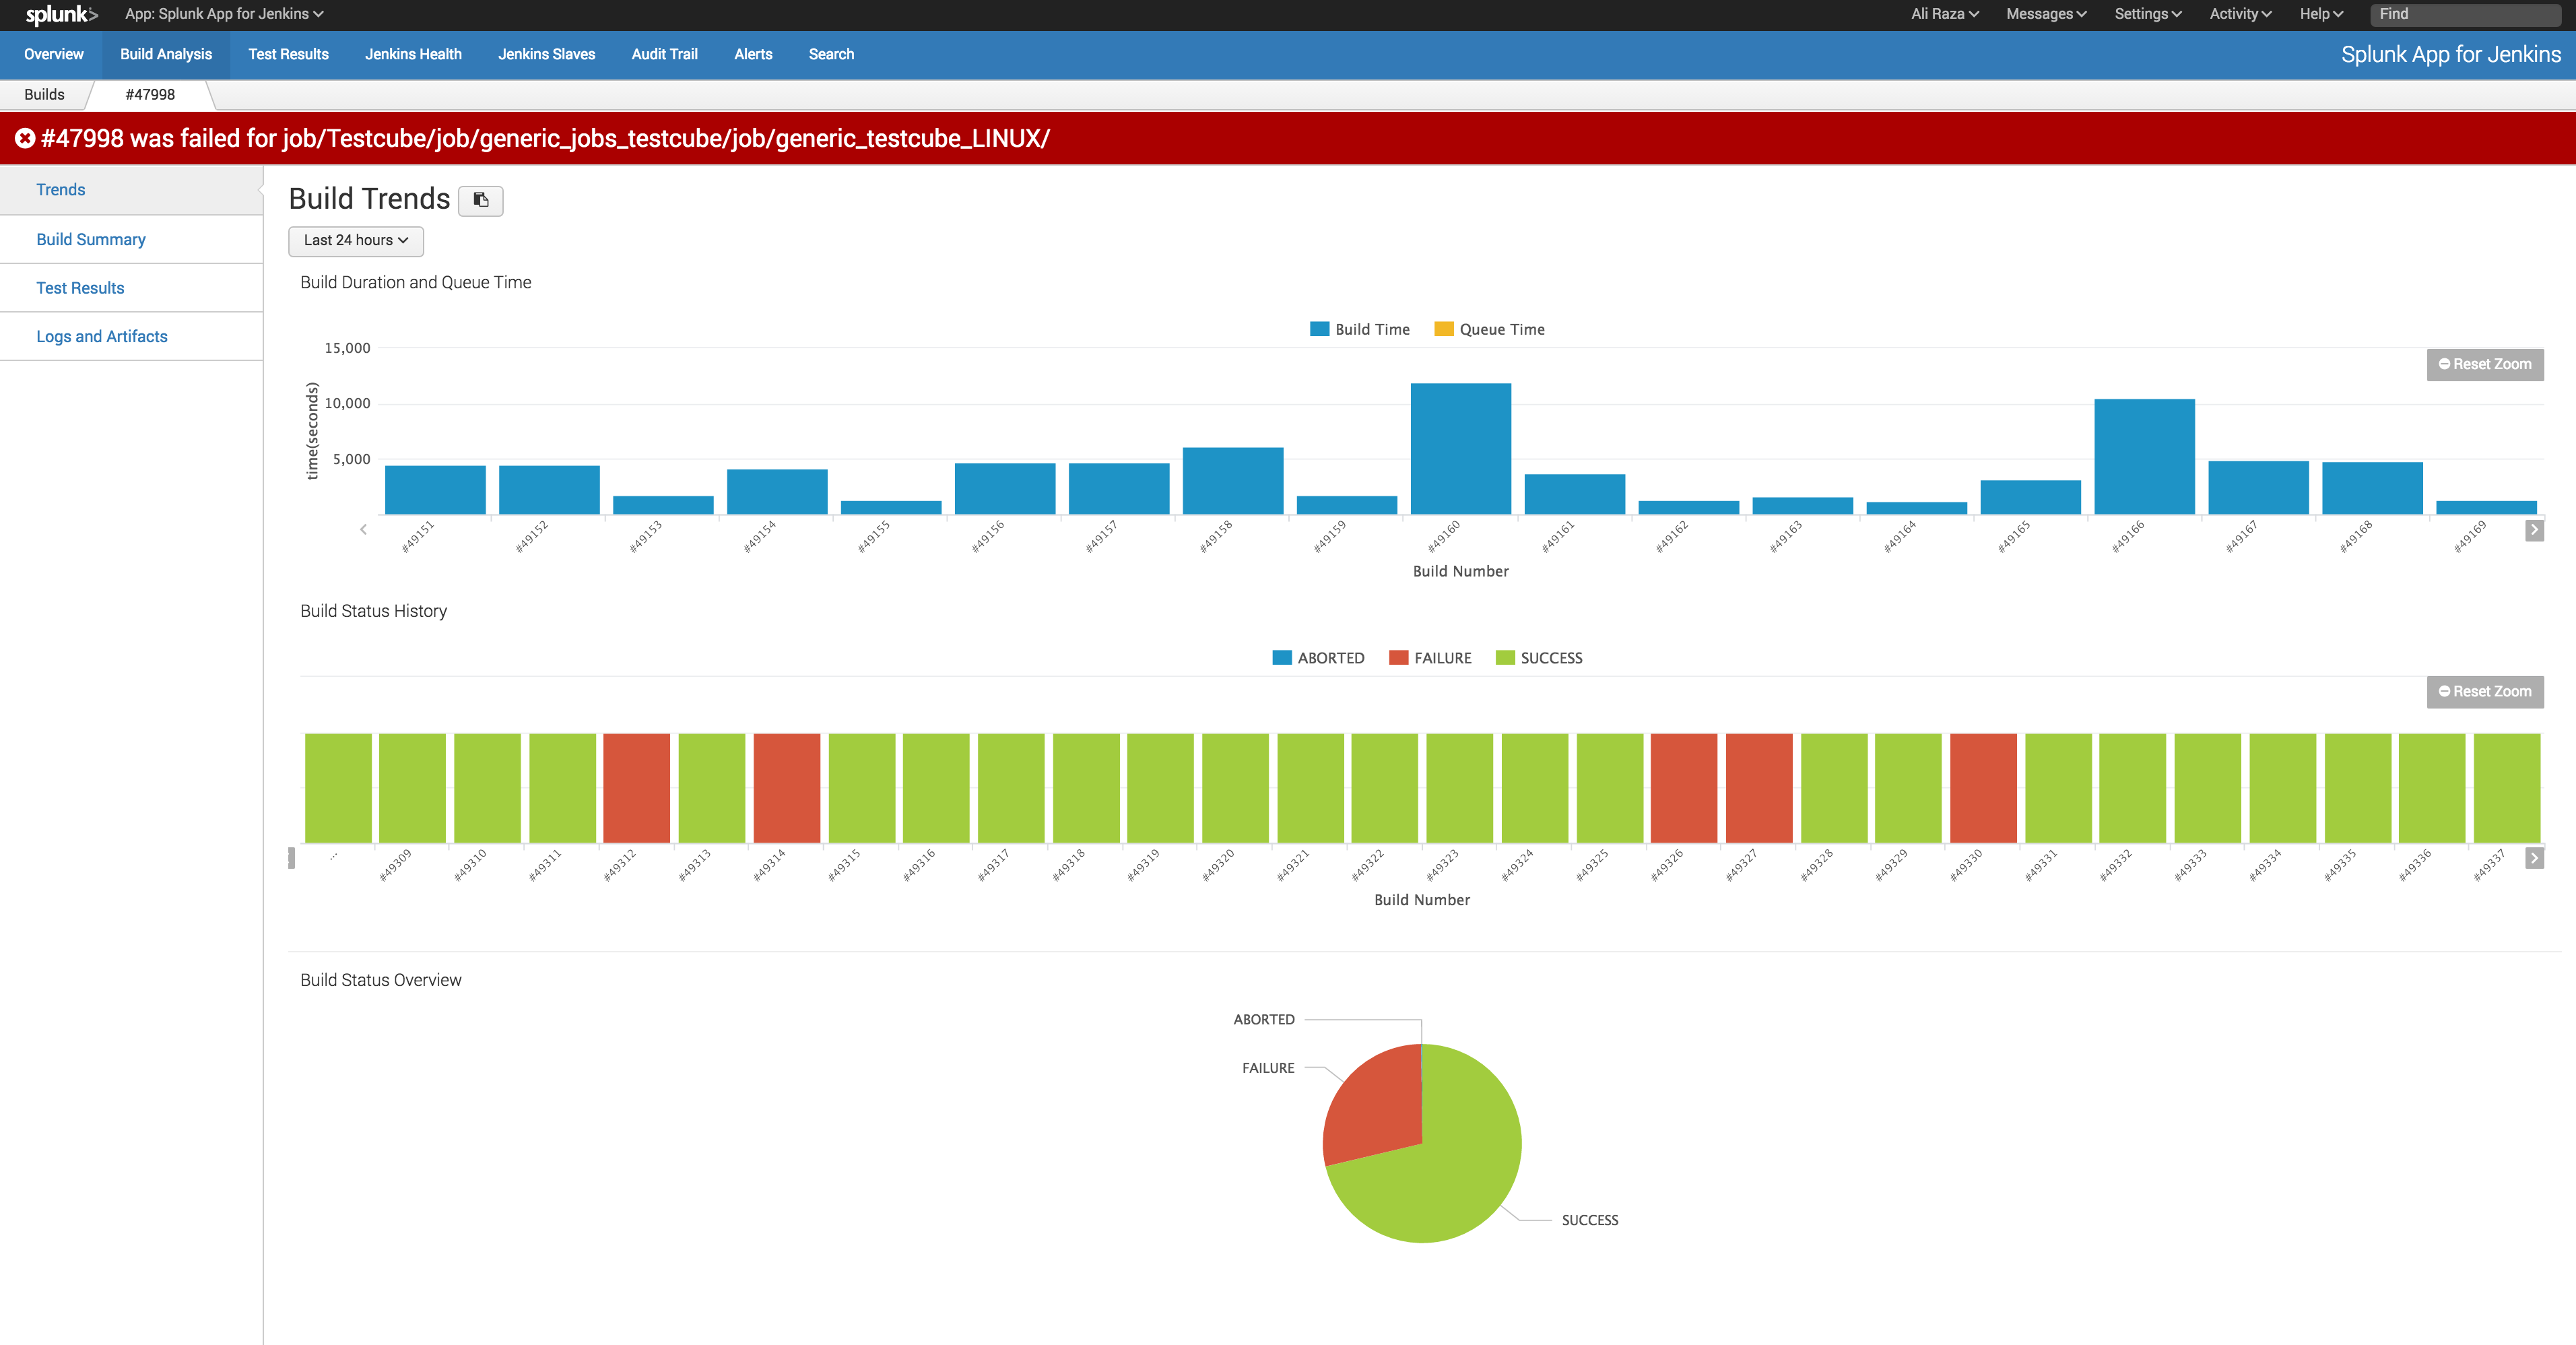 splunk> App: Splunk App for Jenkins Ali Raza Messages Settings Activity Help Find
Overview Build Analysis Test Results Jenkins Health Jenkins Slaves Audit Trail Alerts Search Splunk App for Jenkins
Builds #47998
#47998 was failed for job/Testcube/job/generic_jobs_testcube/job/generic_testcube_LINUX/
Trends
Build Summary
Test Results
Logs and Artifacts
Build Trends
Last 24 hours
Build Duration and Queue Time
Build Time Queue Time
15,000
Reset Zoom
10,000
5,000
time(seconds)
#49151 #49152 #49153 #49154 #49155 #49156 #49157 #49158 #49159 #49160 #49161 #49162 #49163 #49164 #49165 #49166 #49167 #49168 #49169
Build Number
Build Status History
ABORTED FAILURE SUCCESS
Reset Zoom
... #49309 #49310 #49311 #49312 #49313 #49314 #49315 #49316 #49317 #49318 #49319 #49320 #49321 #49322 #49323 #49324 #49325 #49326 #49327 #49328 #49329 #49330 #49331 #49332 #49333 #49334 #49335 #49336 #49337
Build Number
Build Status Overview
ABORTED
FAILURE
SUCCESS